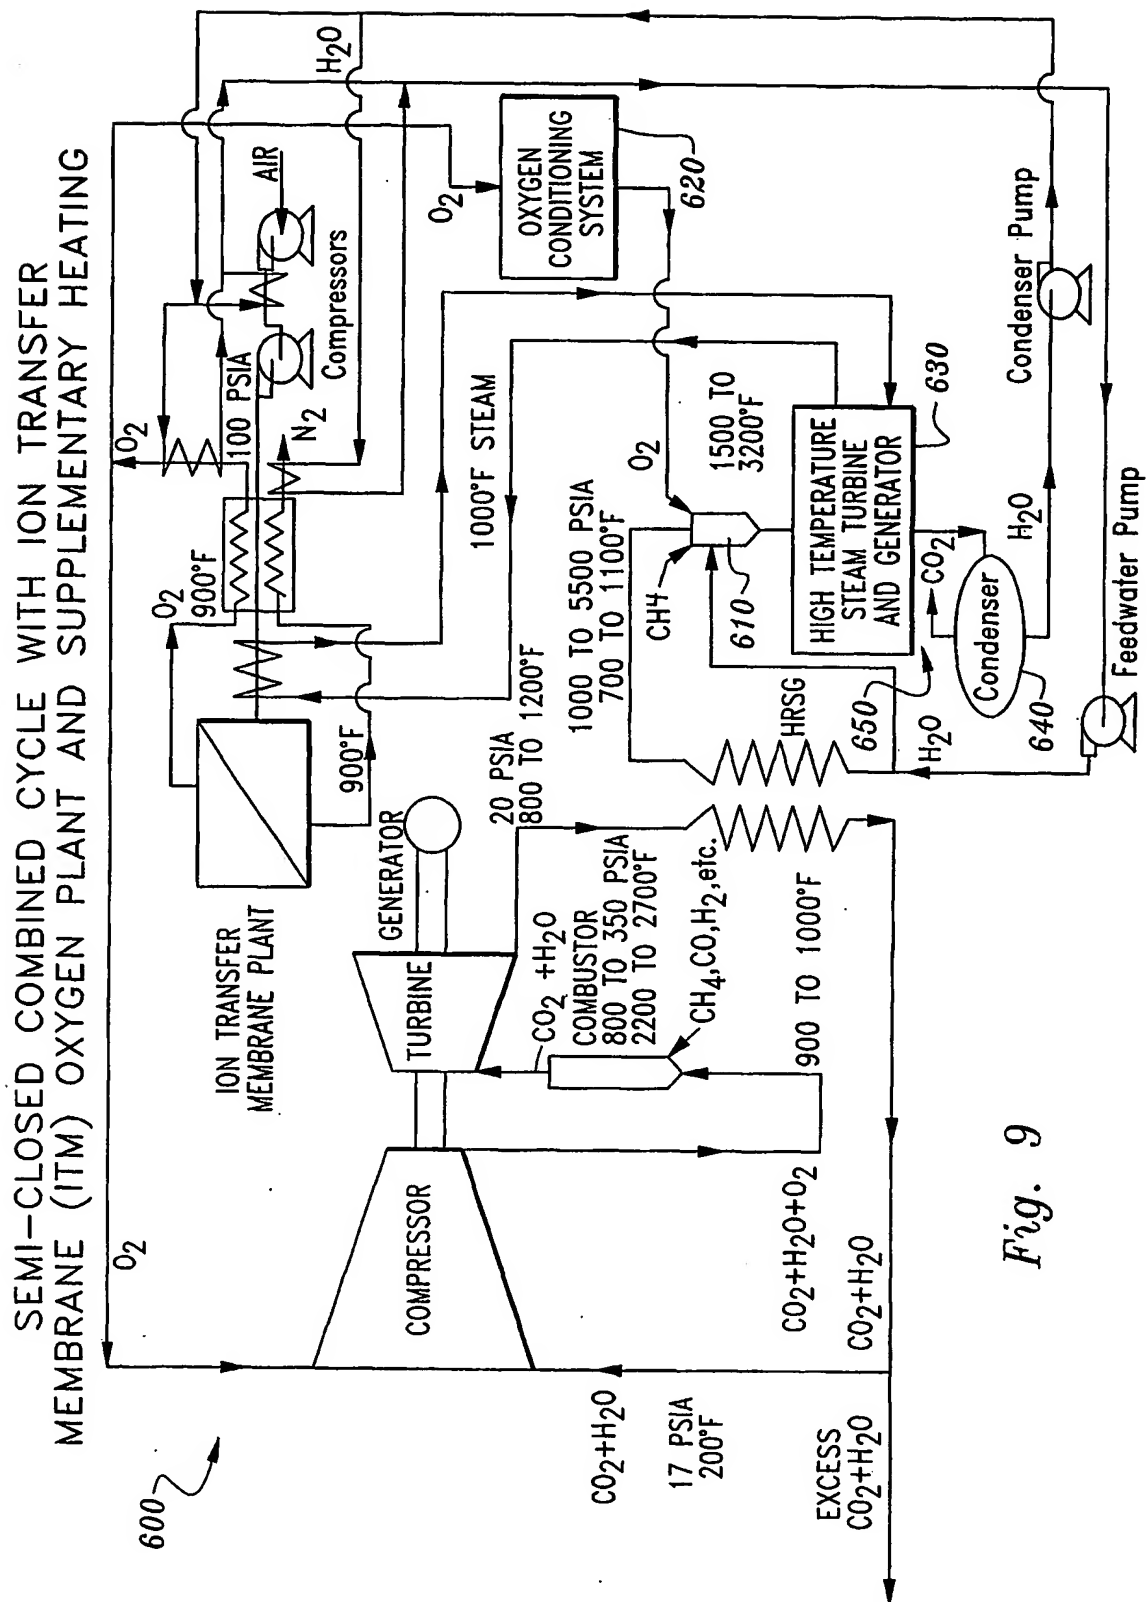 SEMI-CLOSED COMBINED CYCLE WITH ION TRANSFER
MEMBRANE (ITM) OXYGEN PLANT AND SUPPLEMENTARY HEATING
600
O2
O2
H2O
AIR
Compressors
100 PSIA
N2
O2
900°F
900°F
ION TRANSFER
MEMBRANE PLANT
1000°F STEAM
O2
OXYGEN
CONDITIONING
SYSTEM
620
GENERATOR
TURBINE
COMPRESSOR
20 PSIA
800 TO 1200°F
1000 TO 5500 PSIA
700 TO 1100°F
O2
CH4
610
1500 TO
3200°F
HIGH TEMPERATURE
STEAM TURBINE
AND GENERATOR
630
CO2 +H2O
COMBUSTOR
800 TO 350 PSIA
2200 TO 2700°F
CH4,CO,H2,etc.
900 TO 1000°F
HRSG
650
H2O
H2O
CO2
Condenser
640
H2O
Condenser Pump
Feedwater Pump
CO2+H2O+O2
CO2+H2O
CO2+H2O
17 PSIA
200°F
EXCESS
CO2+H2O
Fig. 9